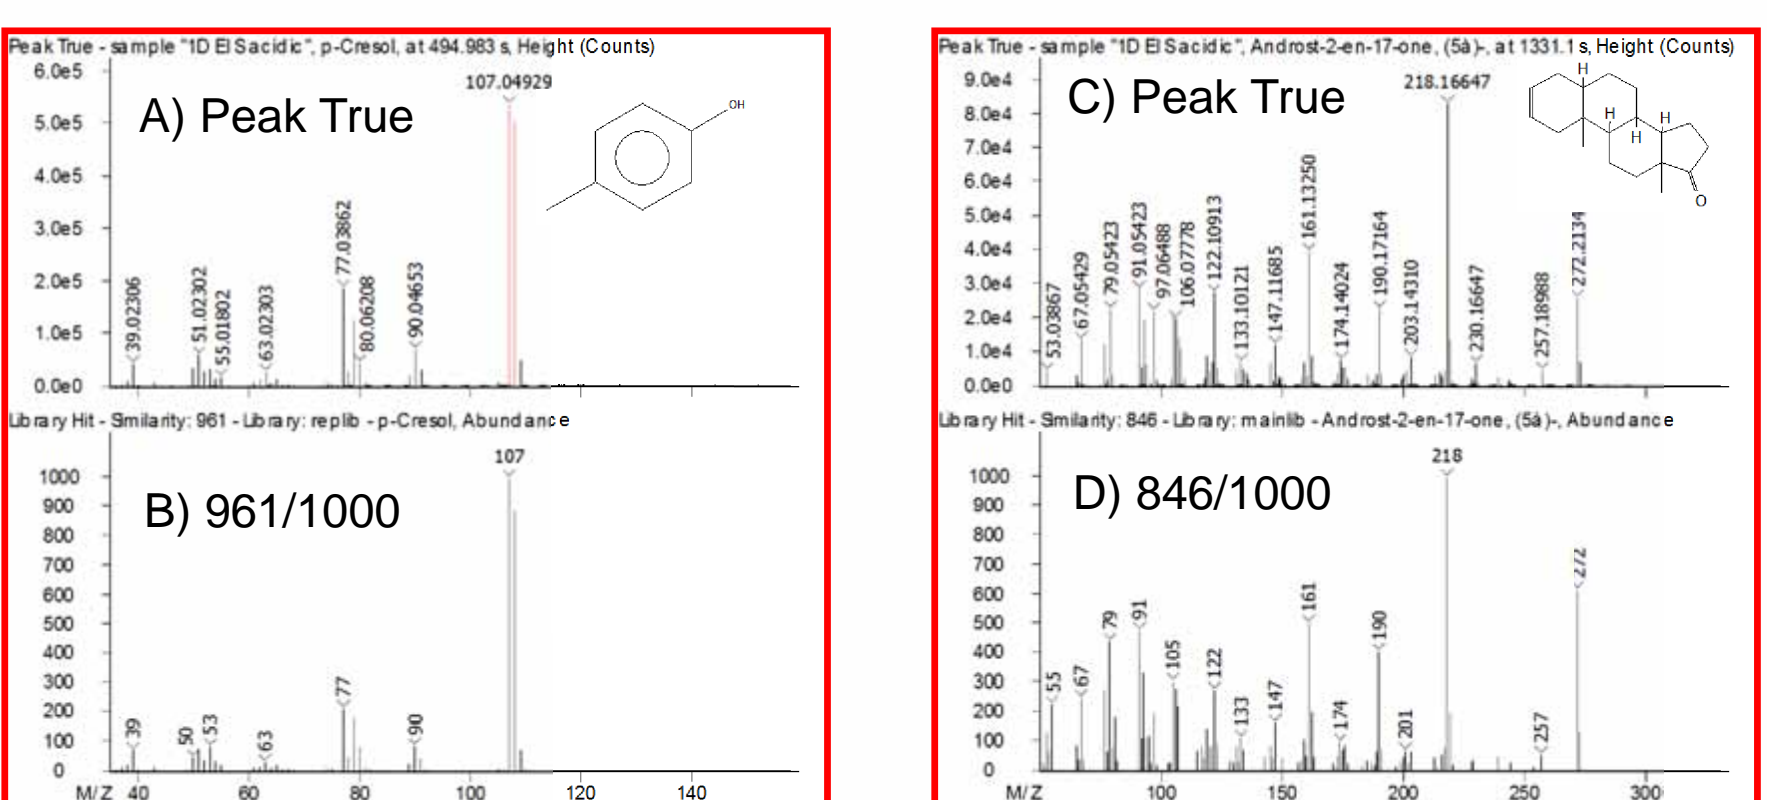 Peak True - sample "1D EI Sacidic", p-Cresol, at 494.983 s, Height (Counts)
6.0e5
5.0e5
4.0e5
3.0e5
2.0e5
1.0e5
0.0e0
A) Peak True
107.04929
OH
39.02306
51.02302
55.01802
63.02303
77.03862
80.06208
90.04653
Library Hit - Similarity: 961 - Library: replib - p-Cresol, Abundance
1000
900
800
700
600
500
400
300
200
100
0
B) 961/1000
107
39
50
53
63
77
90
M/Z 40 60 80 100 120 140
Peak True - sample "1D EI Sacidic", Androst-2-en-17-one, (5à)-, at 1331.1 s, Height (Counts)
9.0e4
8.0e4
7.0e4
6.0e4
5.0e4
4.0e4
3.0e4
2.0e4
1.0e4
0.0e0
C) Peak True
218.16647
H
H
H
H
O
53.03867
67.05429
79.05423
91.05423
97.06488
106.07778
122.10913
133.10121
147.11685
161.13250
174.14024
190.17164
203.14310
230.16647
257.18988
272.2134
Library Hit - Similarity: 846 - Library: mainlib - Androst-2-en-17-one, (5à)-, Abundance
1000
900
800
700
600
500
400
300
200
100
0
D) 846/1000
218
55
67
79
91
105
122
133
147
161
174
190
201
257
272
M/Z 100 150 200 250 300